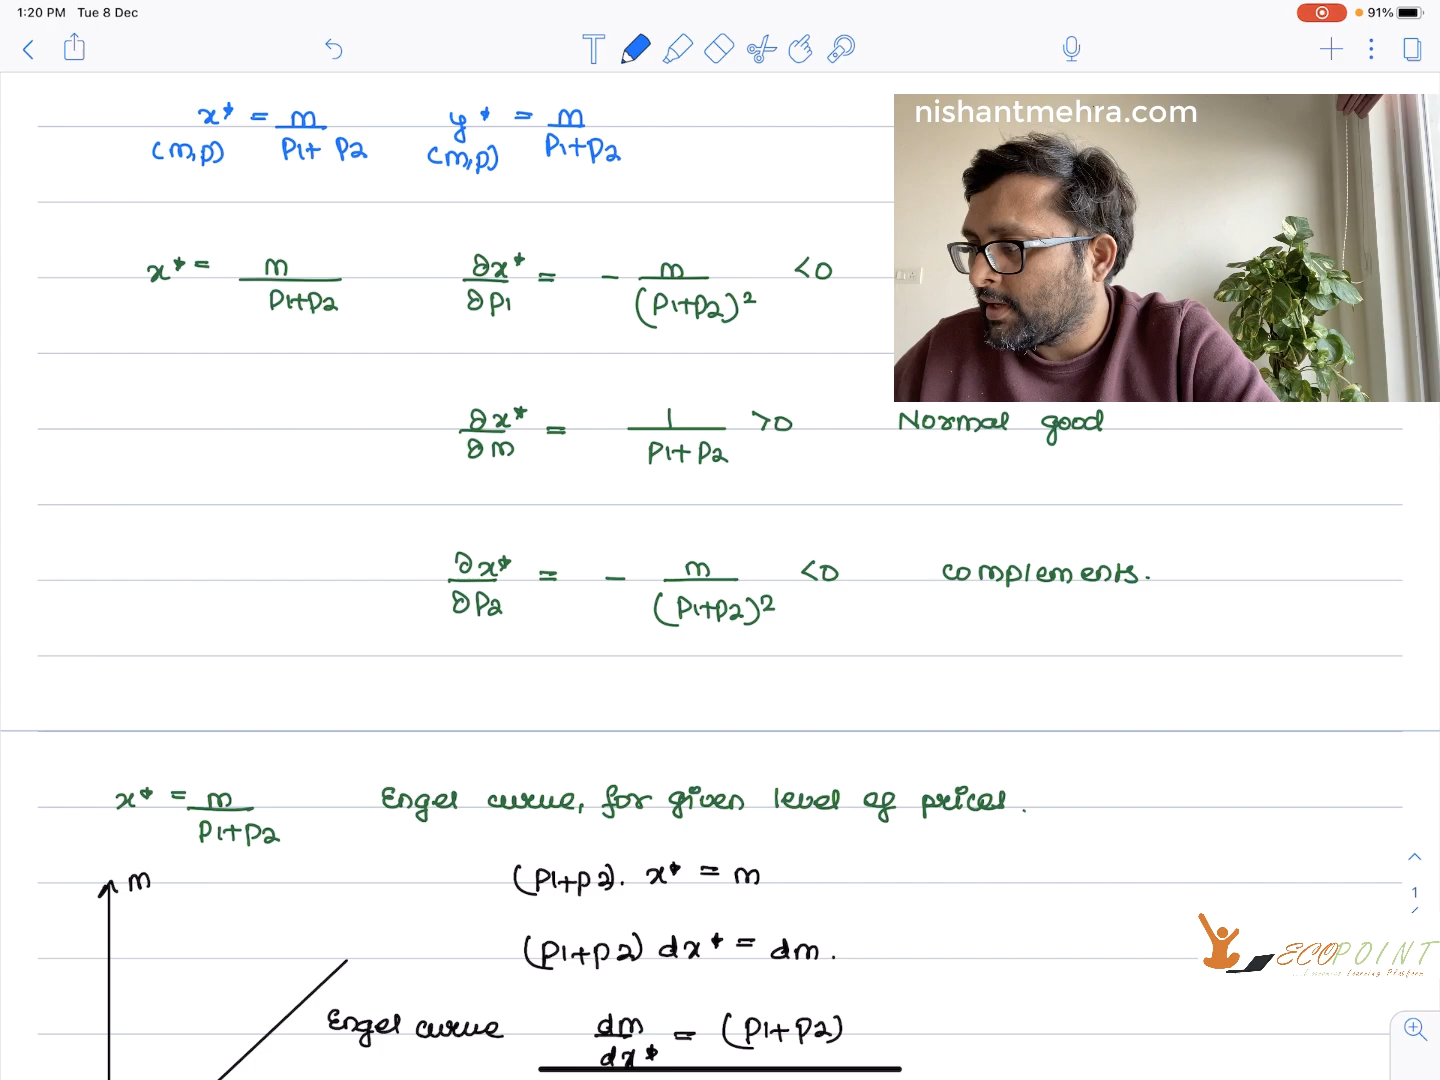 1:20 PM Tue 8 Dec
91%
nishantmehra.com
x* = m / P1 + P2    y* = m / P1+P2
(m,p)    (m,p)
x* = m / P1+P2    ∂x*/∂P1 = - m / (P1+P2)² <0
∂x*/∂m = 1 / P1+P2 >0    Normal good
∂x*/∂P2 = - m / (P1+P2)² <0    complements.
x* = m / P1+P2    Engel curve, for given level of prices.
m    (P1+P2). x* = m
(P1+P2) dx* = dm.
Engel curve    dm/dx* = (P1+P2)
1
ECOPOINT
Learning Platform